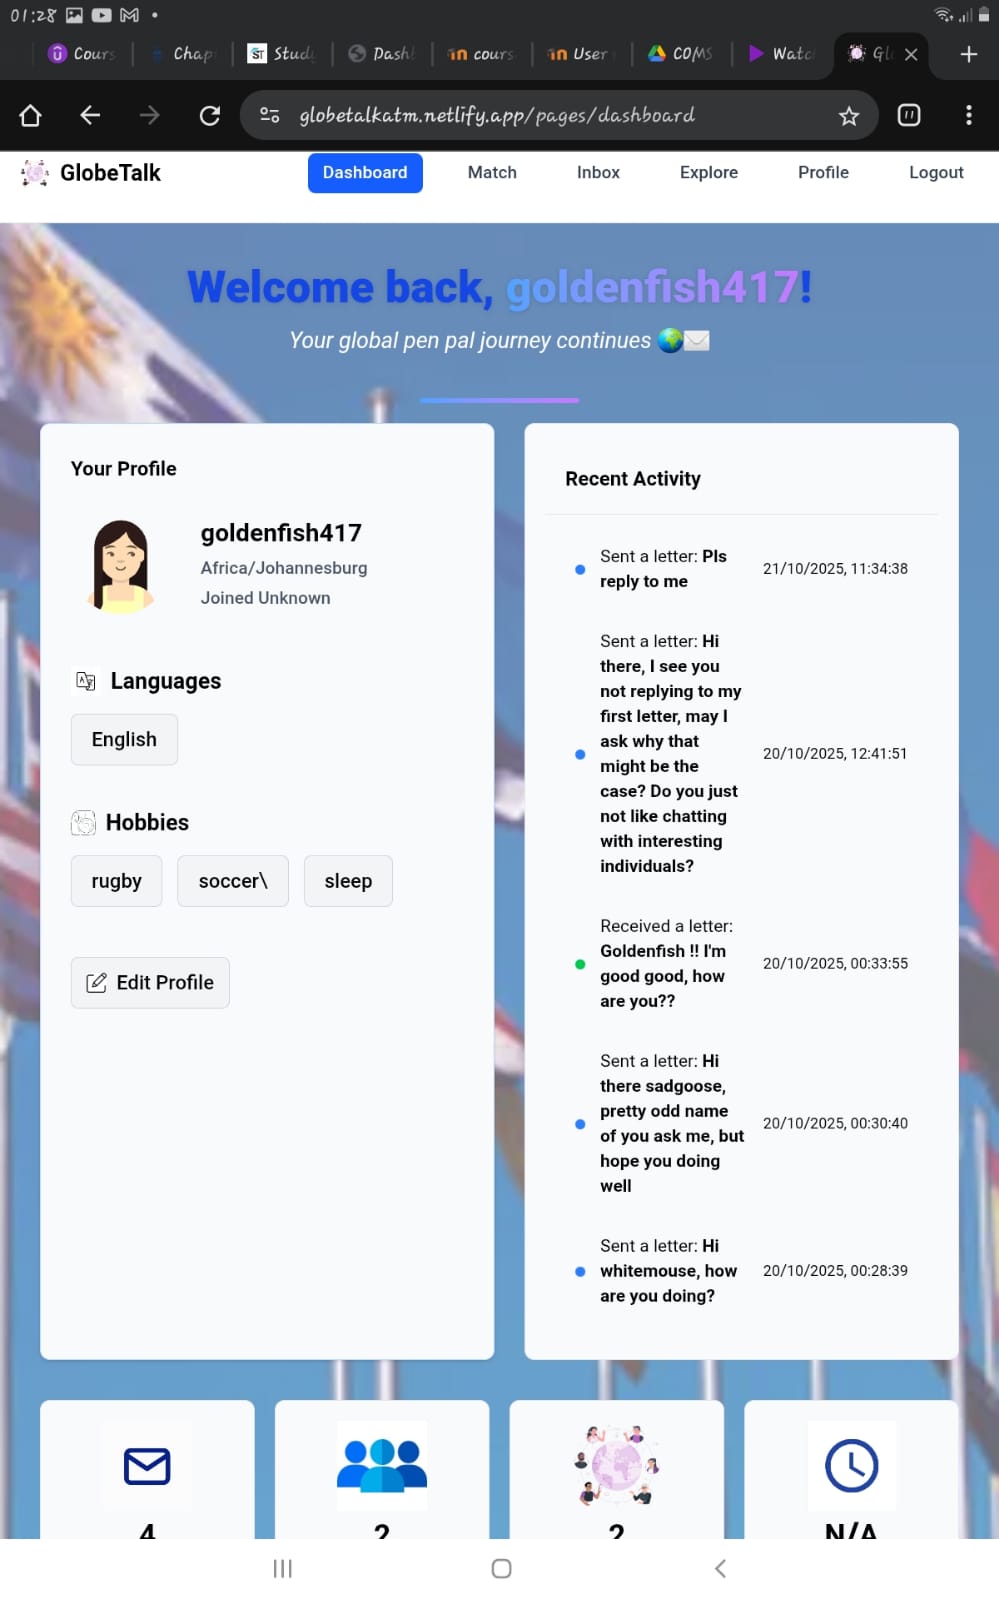 01:28
Cours
Chap
ST Stud
Dash
cours
User
COMS
Watc
Gl
globetalkatm.netlify.app/pages/dashboard
GlobeTalk
Dashboard
Match
Inbox
Explore
Profile
Logout
Welcome back, goldenfish417!
Your global pen pal journey continues 🌍✉️
Your Profile
goldenfish417
Africa/Johannesburg
Joined Unknown
Languages
English
Hobbies
rugby
soccer\
sleep
Edit Profile
Recent Activity
Sent a letter: Pls
reply to me
21/10/2025, 11:34:38
Sent a letter: Hi
there, I see you
not replying to my
first letter, may I
ask why that
might be the
case? Do you just
not like chatting
with interesting
individuals?
20/10/2025, 12:41:51
Received a letter:
Goldenfish !! I'm
good good, how
are you??
20/10/2025, 00:33:55
Sent a letter: Hi
there sadgoose,
pretty odd name
of you ask me, but
hope you doing
well
20/10/2025, 00:30:40
Sent a letter: Hi
whitemouse, how
are you doing?
20/10/2025, 00:28:39
4
2
2
N/A